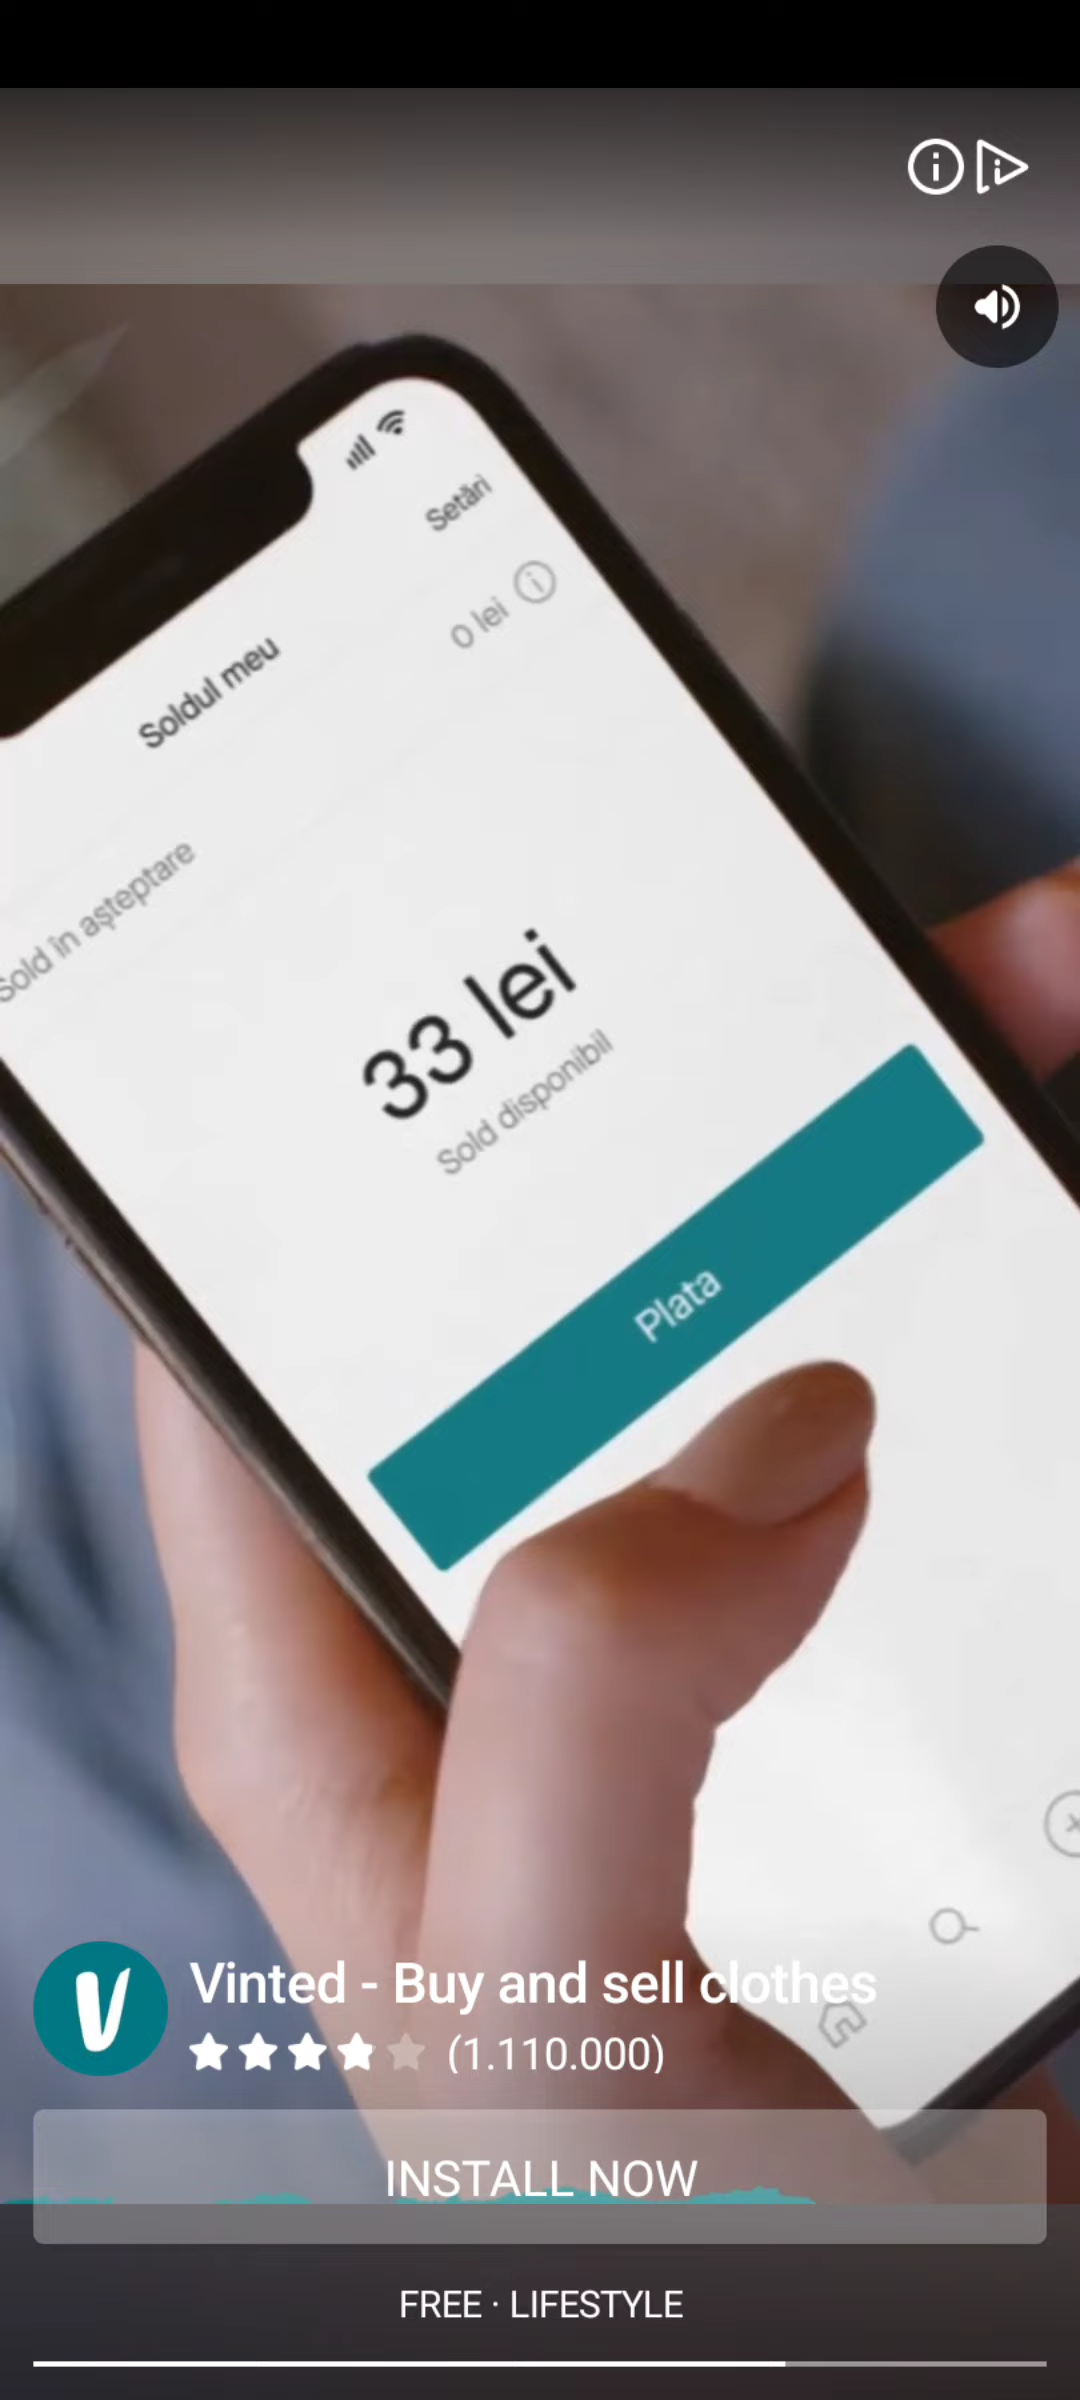 Setări
0 lei
Soldul meu
Sold în așteptare
33 lei
Sold disponibil
Plata
V
Vinted - Buy and sell clothes
(1.110.000)
INSTALL NOW
FREE · LIFESTYLE